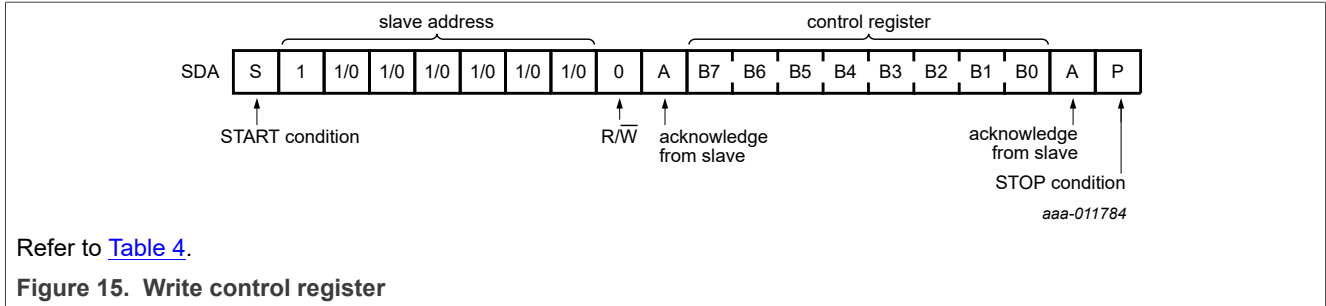 slave address
control register
SDA S 1 1/0 1/0 1/0 1/0 1/0 1/0 0 A B7 B6 B5 B4 B3 B2 B1 B0 A P
START condition
R/W̅
acknowledge
from slave
acknowledge
from slave
STOP condition
aaa-011784
Refer to Table 4.
Figure 15. Write control register